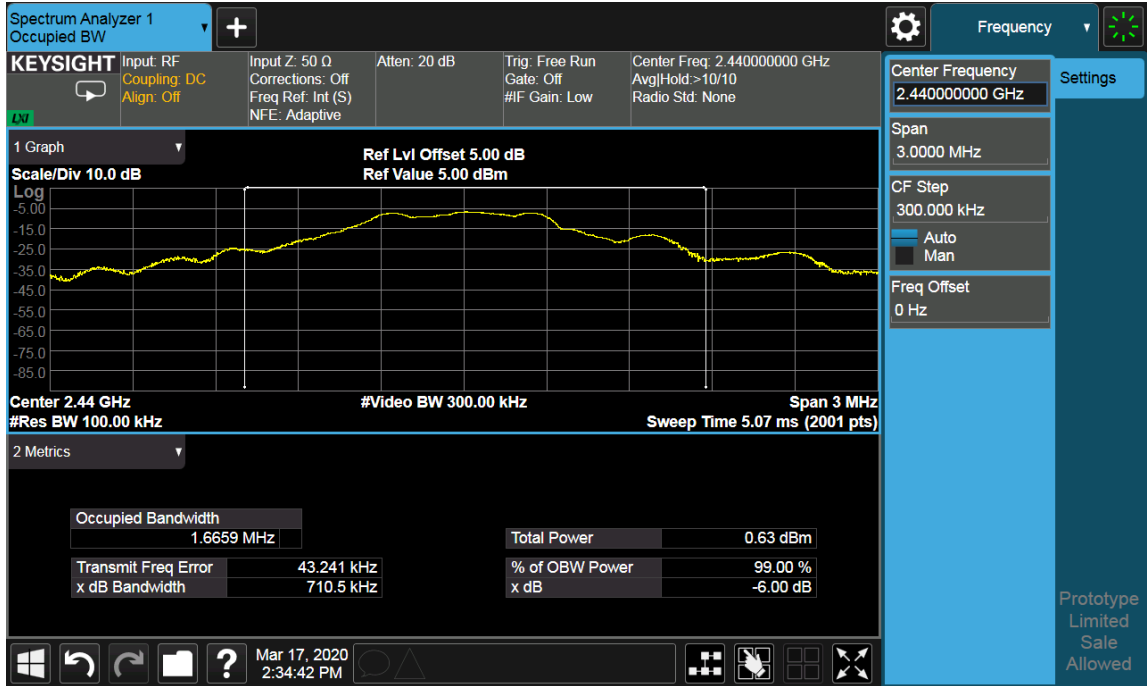 Spectrum Analyzer 1
Occupied BW
Frequency
KEYSIGHT
LXI
Input: RF
Coupling: DC
Align: Off
Input Z: 50 Ω
Corrections: Off
Freq Ref: Int (S)
NFE: Adaptive
Atten: 20 dB
Trig: Free Run
Gate: Off
#IF Gain: Low
Center Freq: 2.440000000 GHz
Avg|Hold:>10/10
Radio Std: None
Center Frequency
2.440000000 GHz
Settings
Span
3.0000 MHz
CF Step
300.000 kHz
Auto
Man
Freq Offset
0 Hz
1 Graph
Scale/Div 10.0 dB
Ref Lvl Offset 5.00 dB
Ref Value 5.00 dBm
Log
-5.00
-15.0
-25.0
-35.0
-45.0
-55.0
-65.0
-75.0
-85.0
Center 2.44 GHz
#Video BW 300.00 kHz
Span 3 MHz
#Res BW 100.00 kHz
Sweep Time 5.07 ms (2001 pts)
2 Metrics
Occupied Bandwidth
1.6659 MHz
Total Power 0.63 dBm
Transmit Freq Error 43.241 kHz
% of OBW Power 99.00 %
x dB Bandwidth 710.5 kHz
x dB -6.00 dB
Prototype
Limited
Sale
Allowed
?
Mar 17, 2020
2:34:42 PM